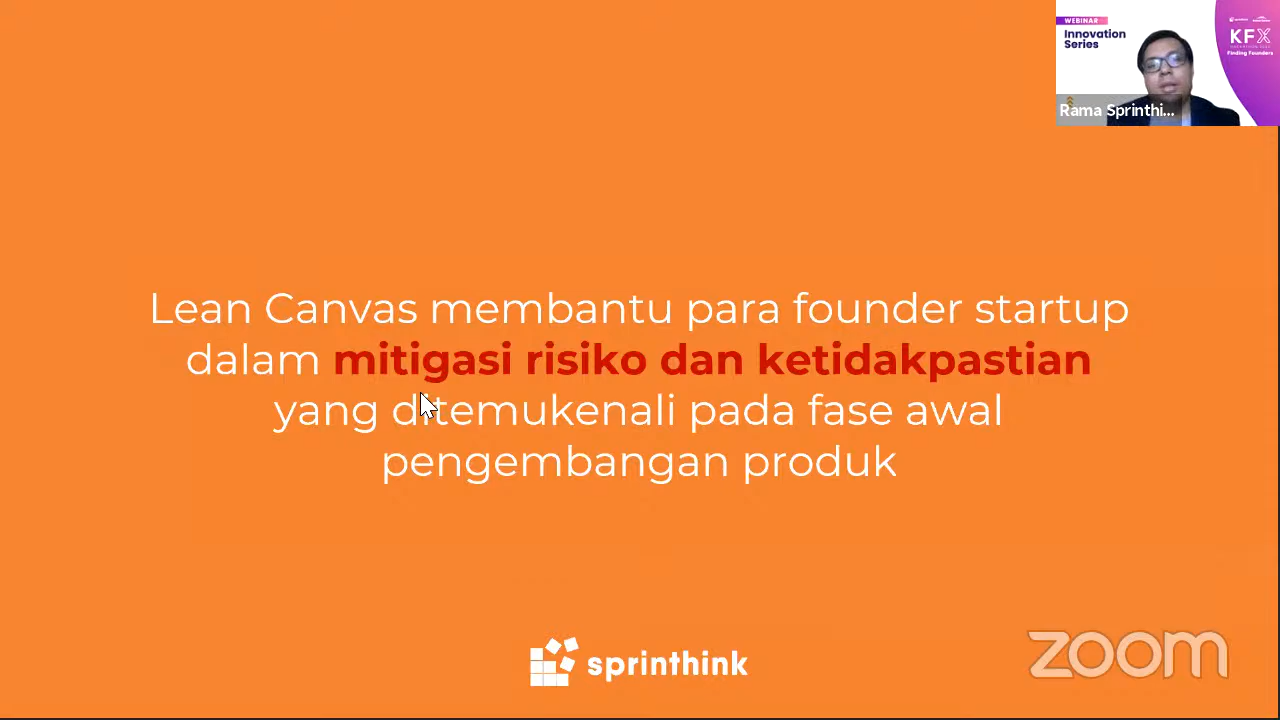 WEBINAR
Innovation
Series
KFX
Finding Founders
Rama Sprinthi...
Lean Canvas membantu para founder startup
dalam mitigasi risiko dan ketidakpastian
yang ditemukenali pada fase awal
pengembangan produk
sprinthink
zoom